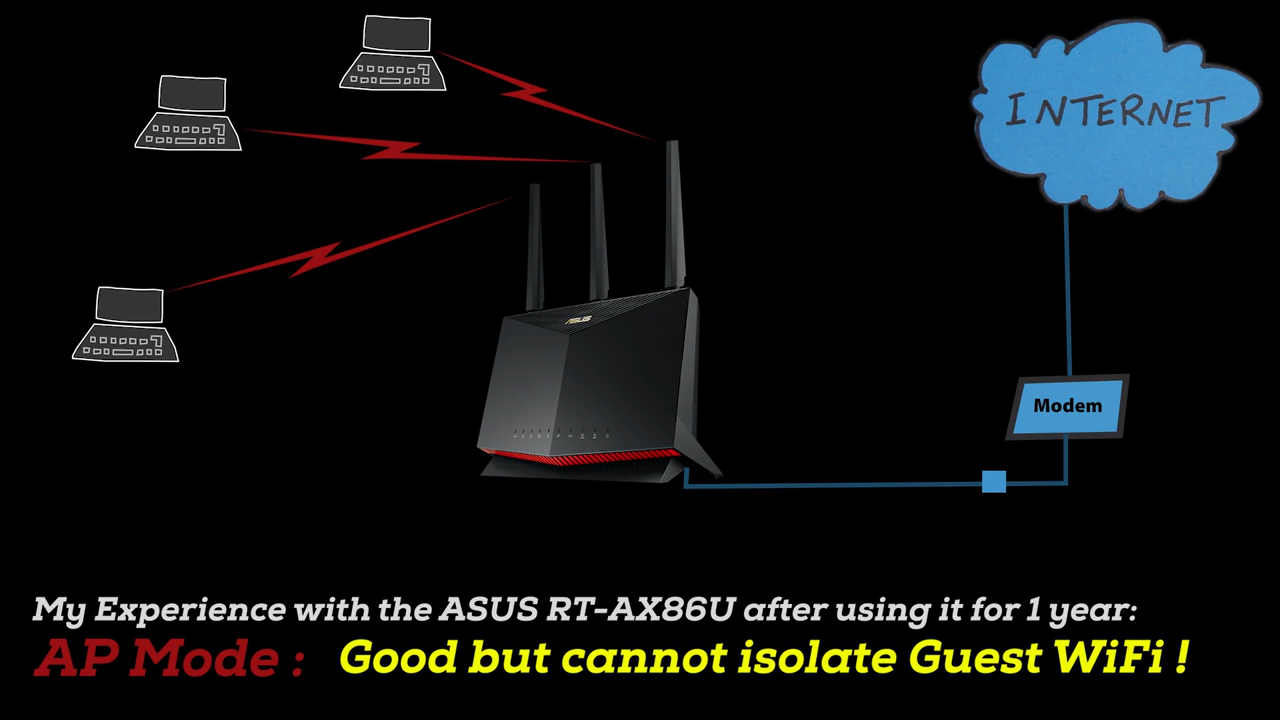 INTERNET
ASUS
Modem
My Experience with the ASUS RT-AX86U after using it for 1 year:
AP Mode : Good but cannot isolate Guest WiFi !